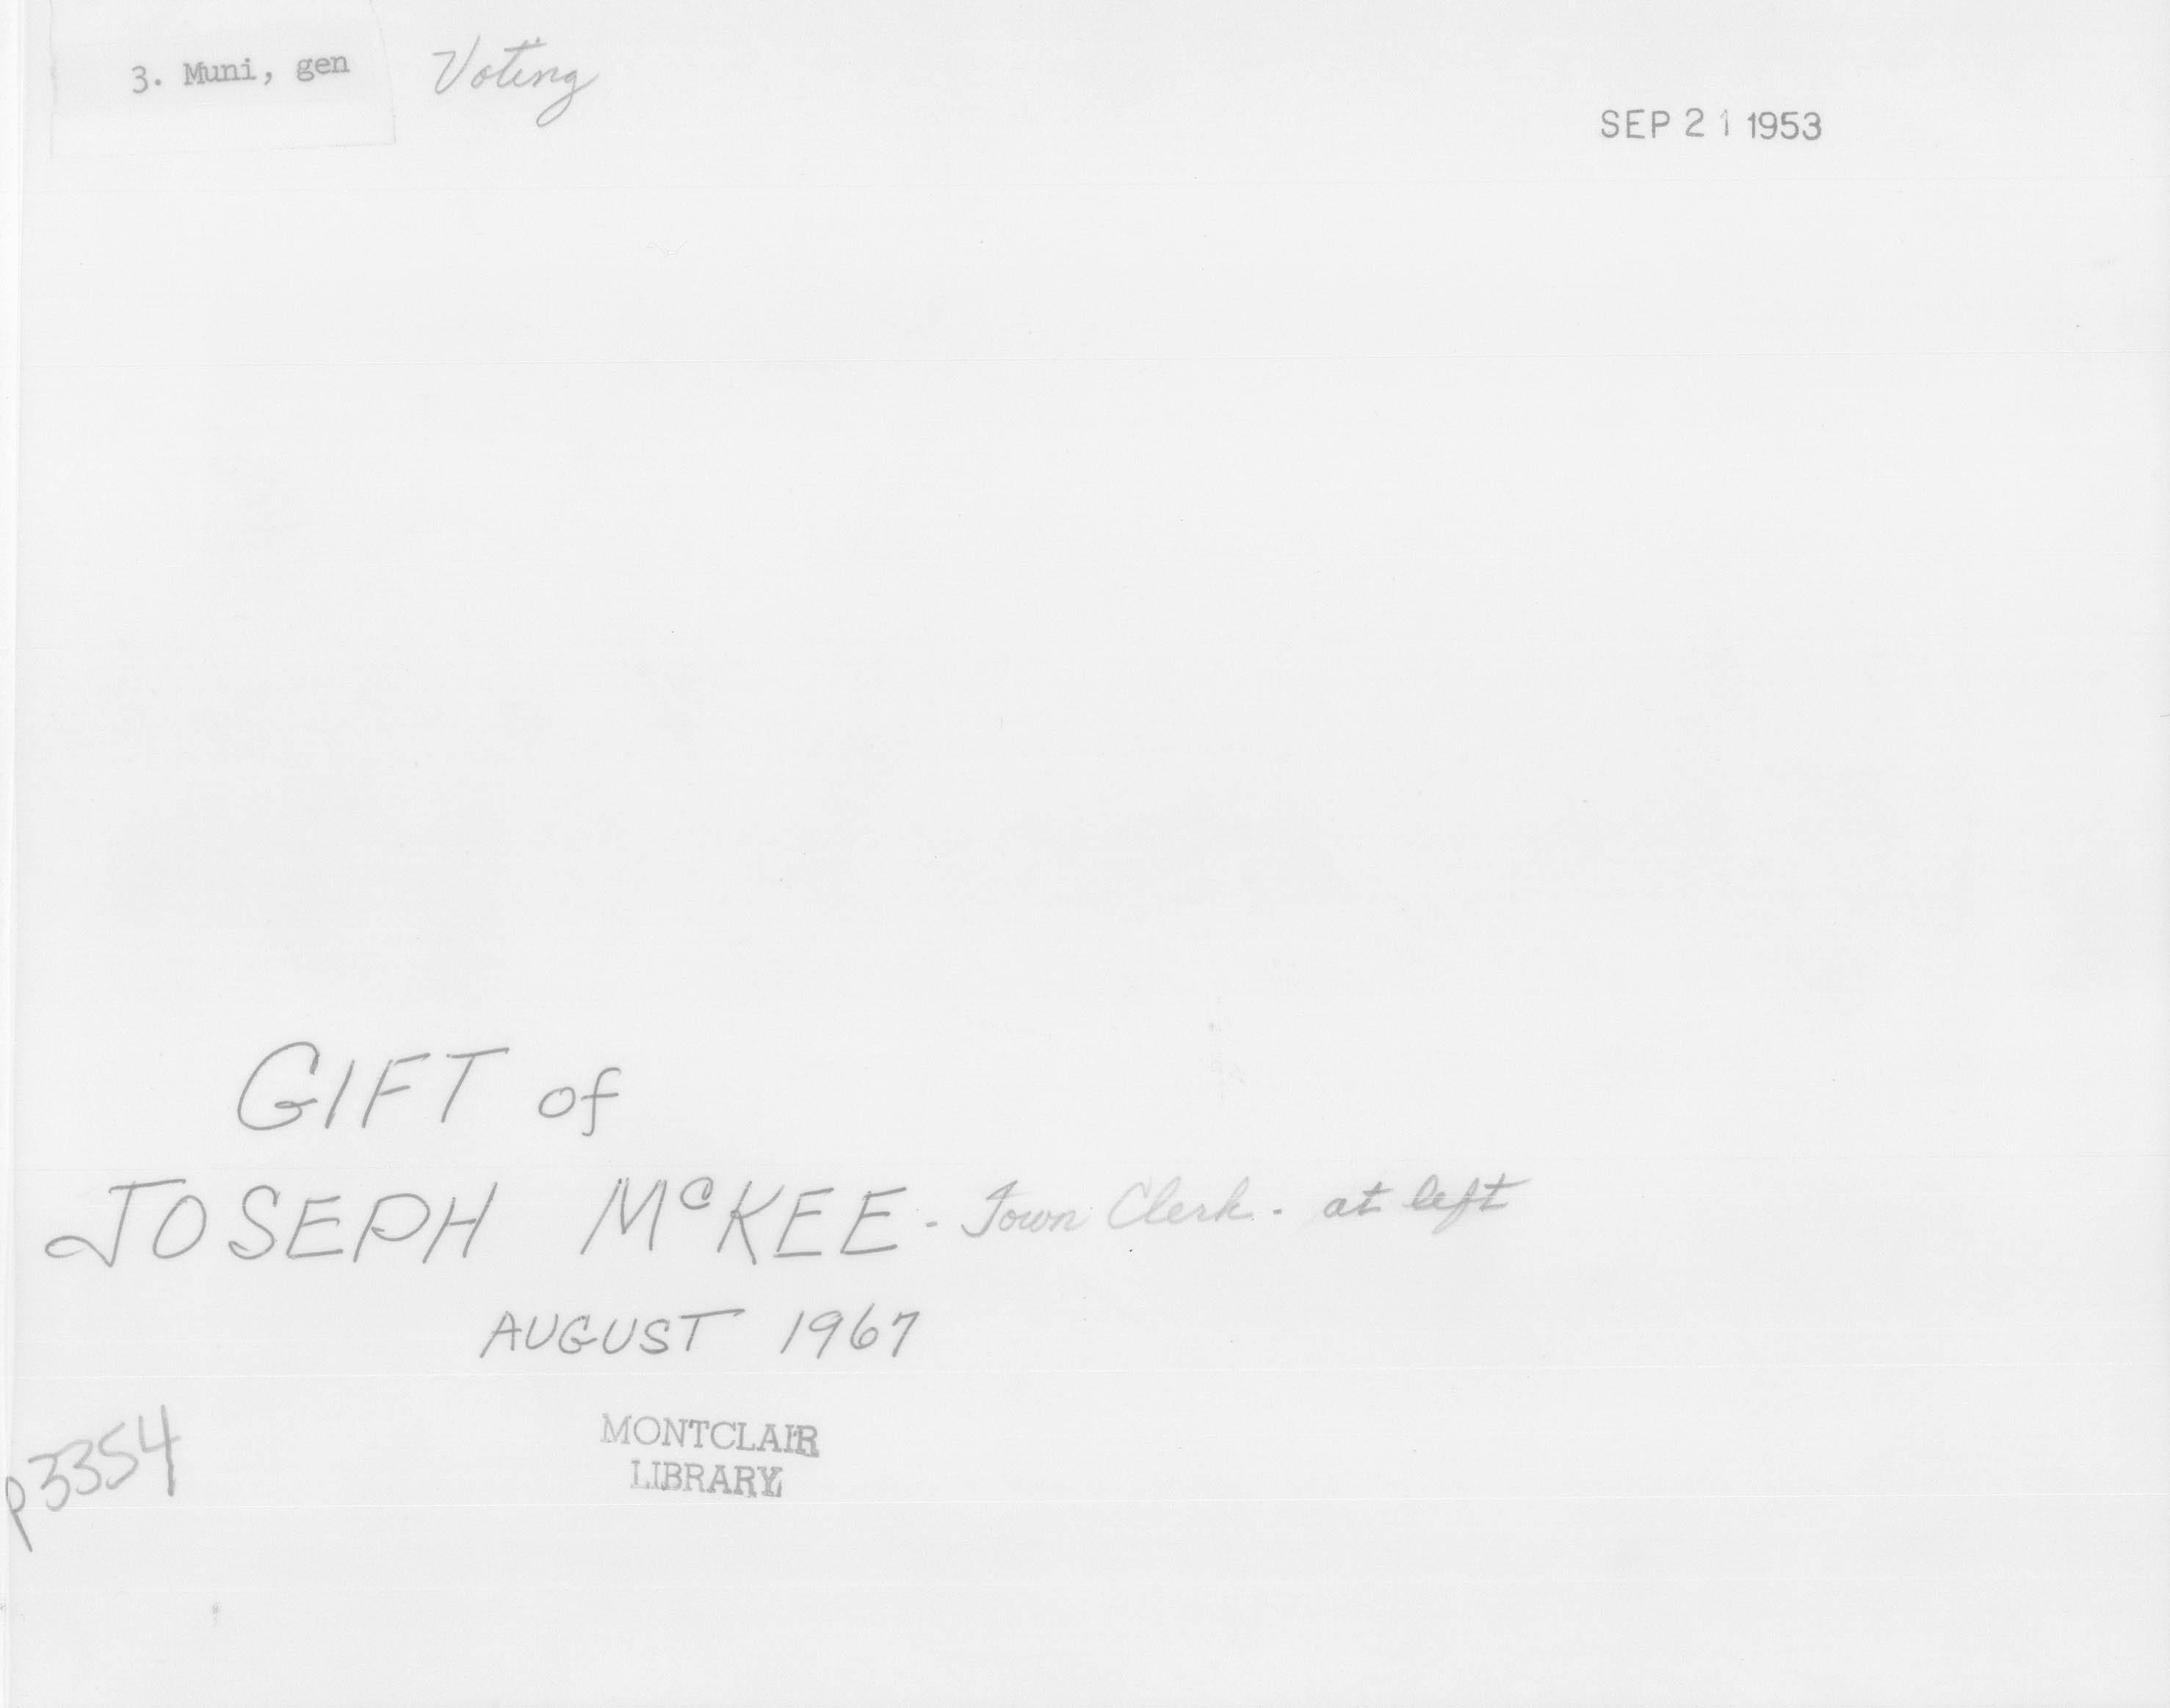 3. Muni, gen Voting
SEP 21 1953
GIFT of
JOSEPH McKEE - Town Clerk - at left
AUGUST 1967
p3354
MONTCLAIR
LIBRARY